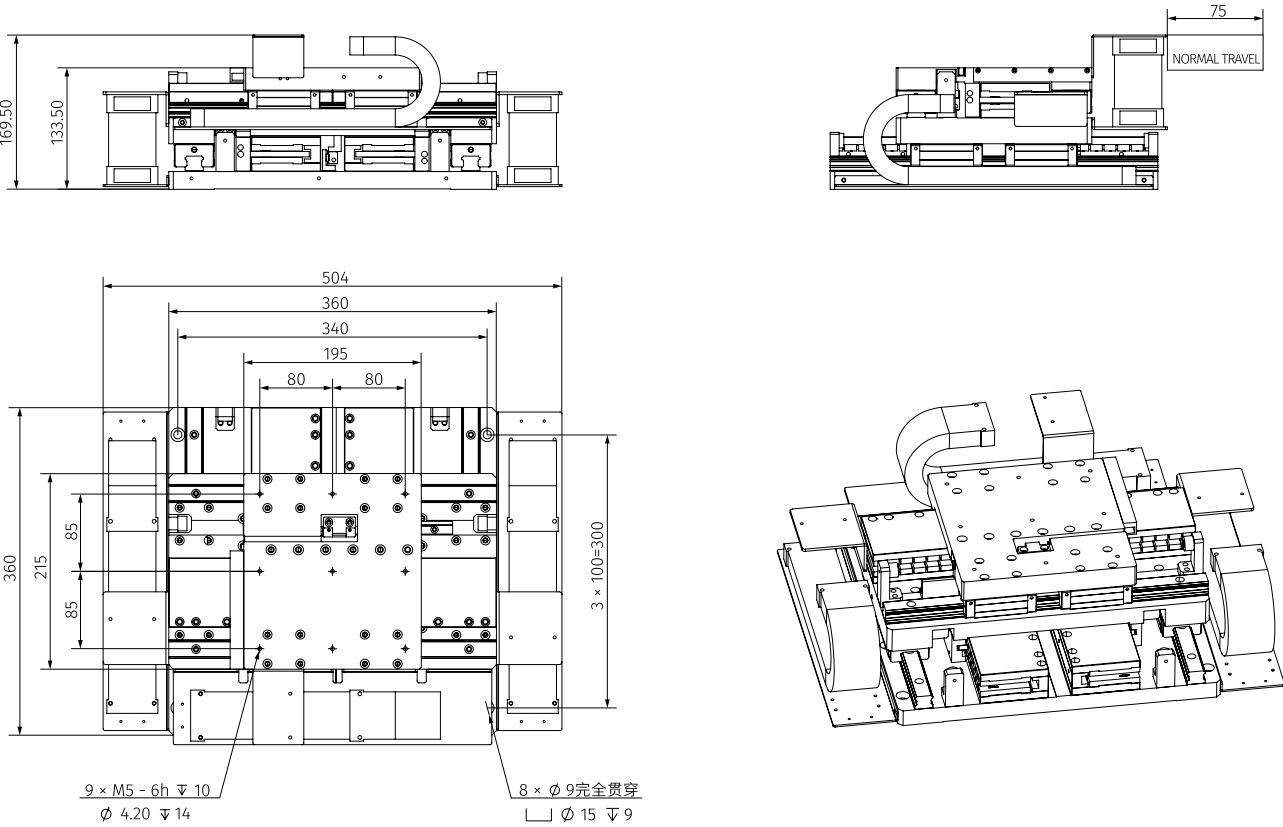 75
NORMAL TRAVEL
169.50
133.50
504
360
340
195
80 80
360
215
85
85
3 × 100=300
9 × M5 - 6h ↧ 10
⌀ 4.20 ↧ 14
8 × ⌀ 9完全贯穿
⌴ ⌀ 15 ↧ 9